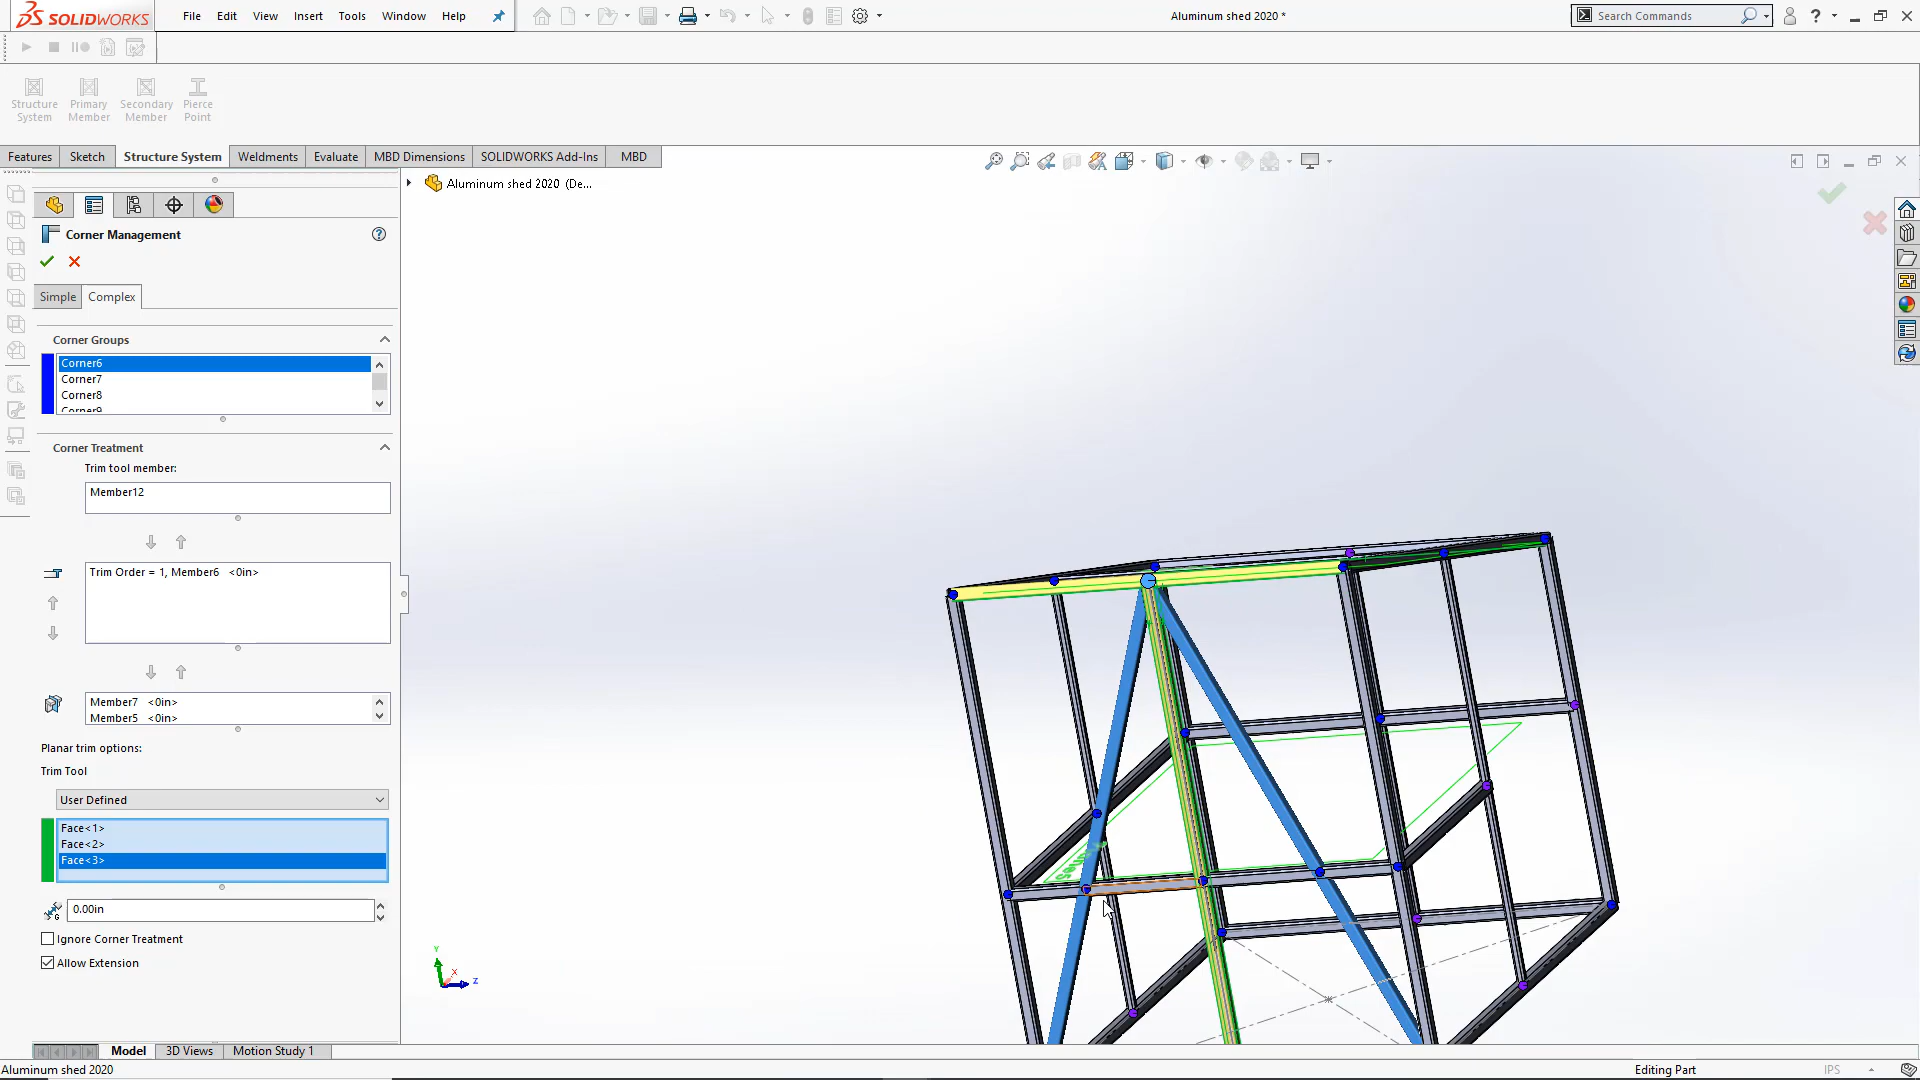 SOLIDWORKS
File Edit View Insert Tools Window Help
Aluminum shed 2020 *
Search Commands
?
Structure System
Primary Member
Secondary Member
Pierce Point
Features Sketch Structure System Weldments Evaluate MBD Dimensions SOLIDWORKS Add-Ins MBD
Aluminum shed 2020 (De...
Corner Management
?
Simple Complex
Corner Groups
Corner6
Corner7
Corner8
Corner9
Corner Treatment
Trim tool member:
Member12
Trim Order = 1, Member6 <0in>
Member7 <0in>
Member5 <0in>
Planar trim options:
Trim Tool
User Defined
Face<1>
Face<2>
Face<3>
G
0.00in
Ignore Corner Treatment
Allow Extension
Y
X
Z
Model 3D Views Motion Study 1
Aluminum shed 2020
Editing Part
IPS